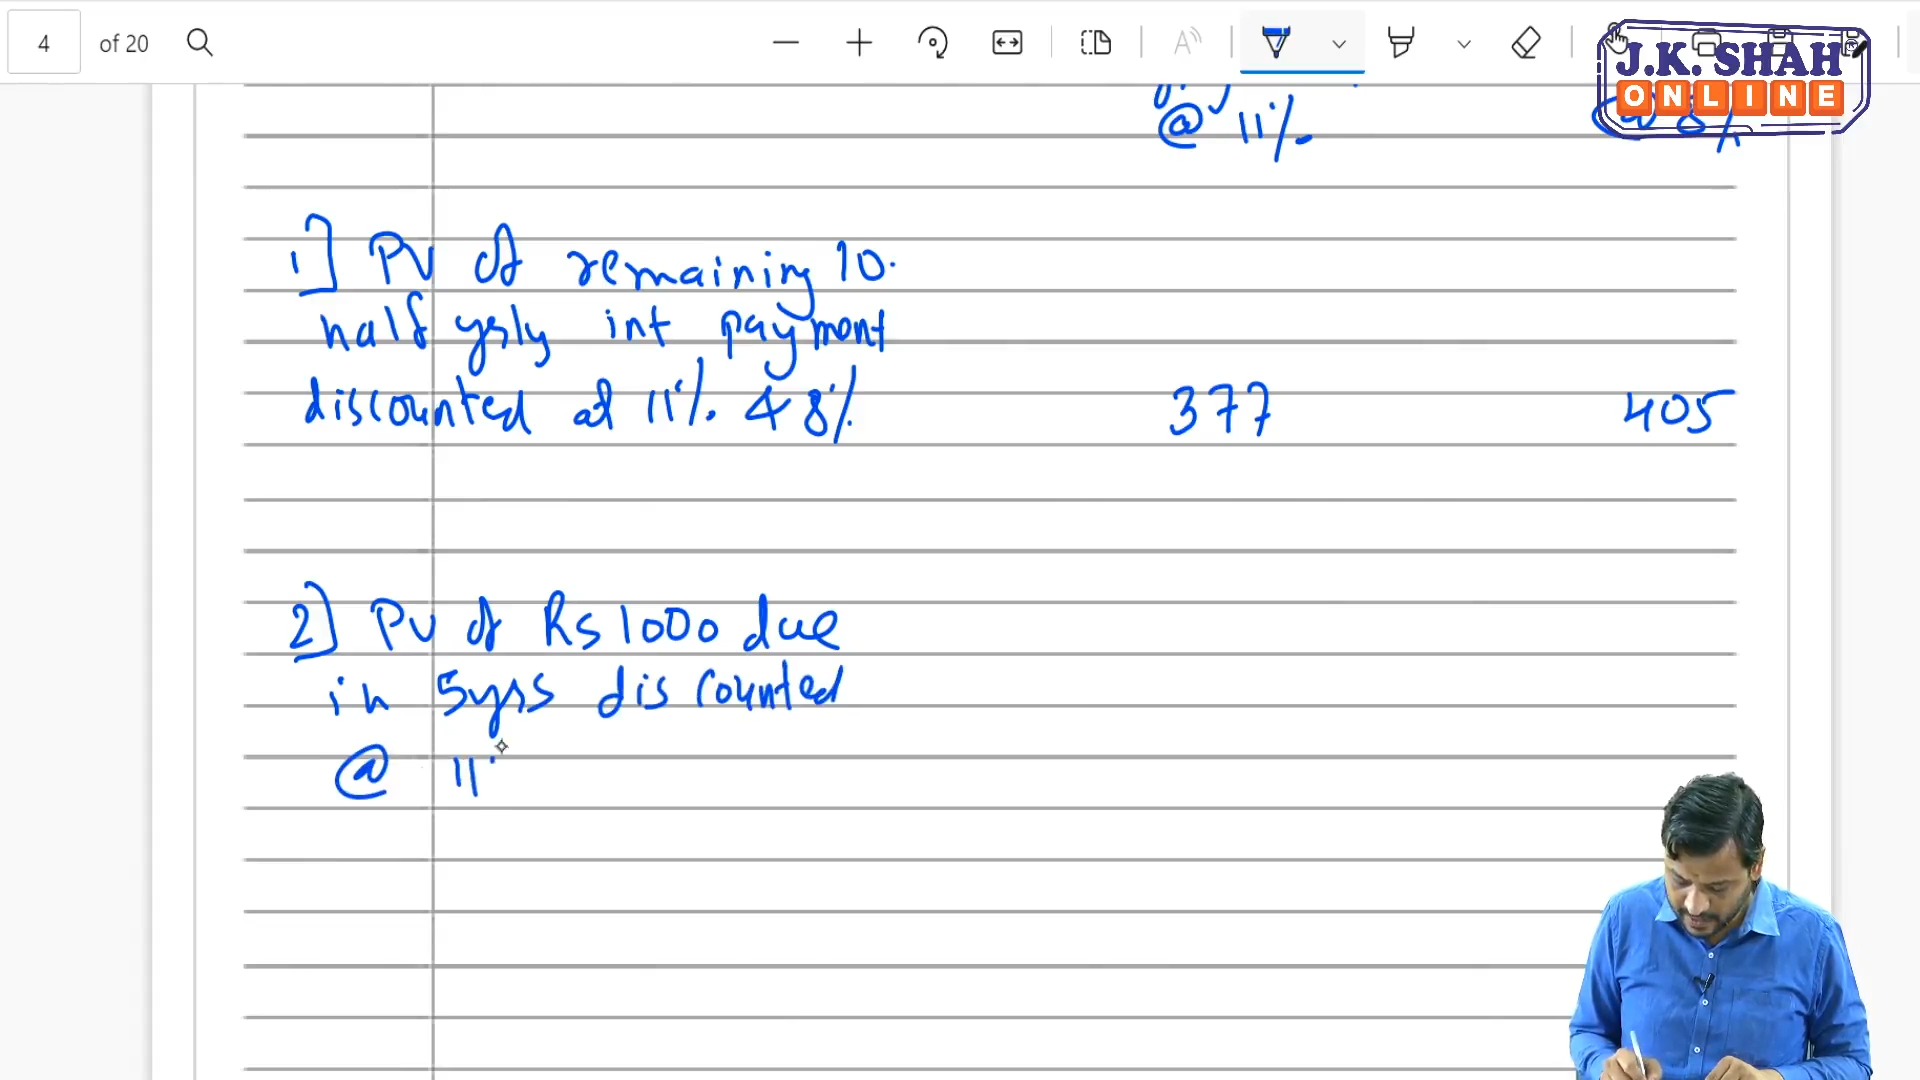 4 of 20
J.K. SHAH
ONLINE
@ 11%
@ 8%
1] PV of remaining 10
half yrly int payment
discounted at 11% & 8% 377 405
2] PV of Rs 1000 due
in 5yrs discounted
@ 11